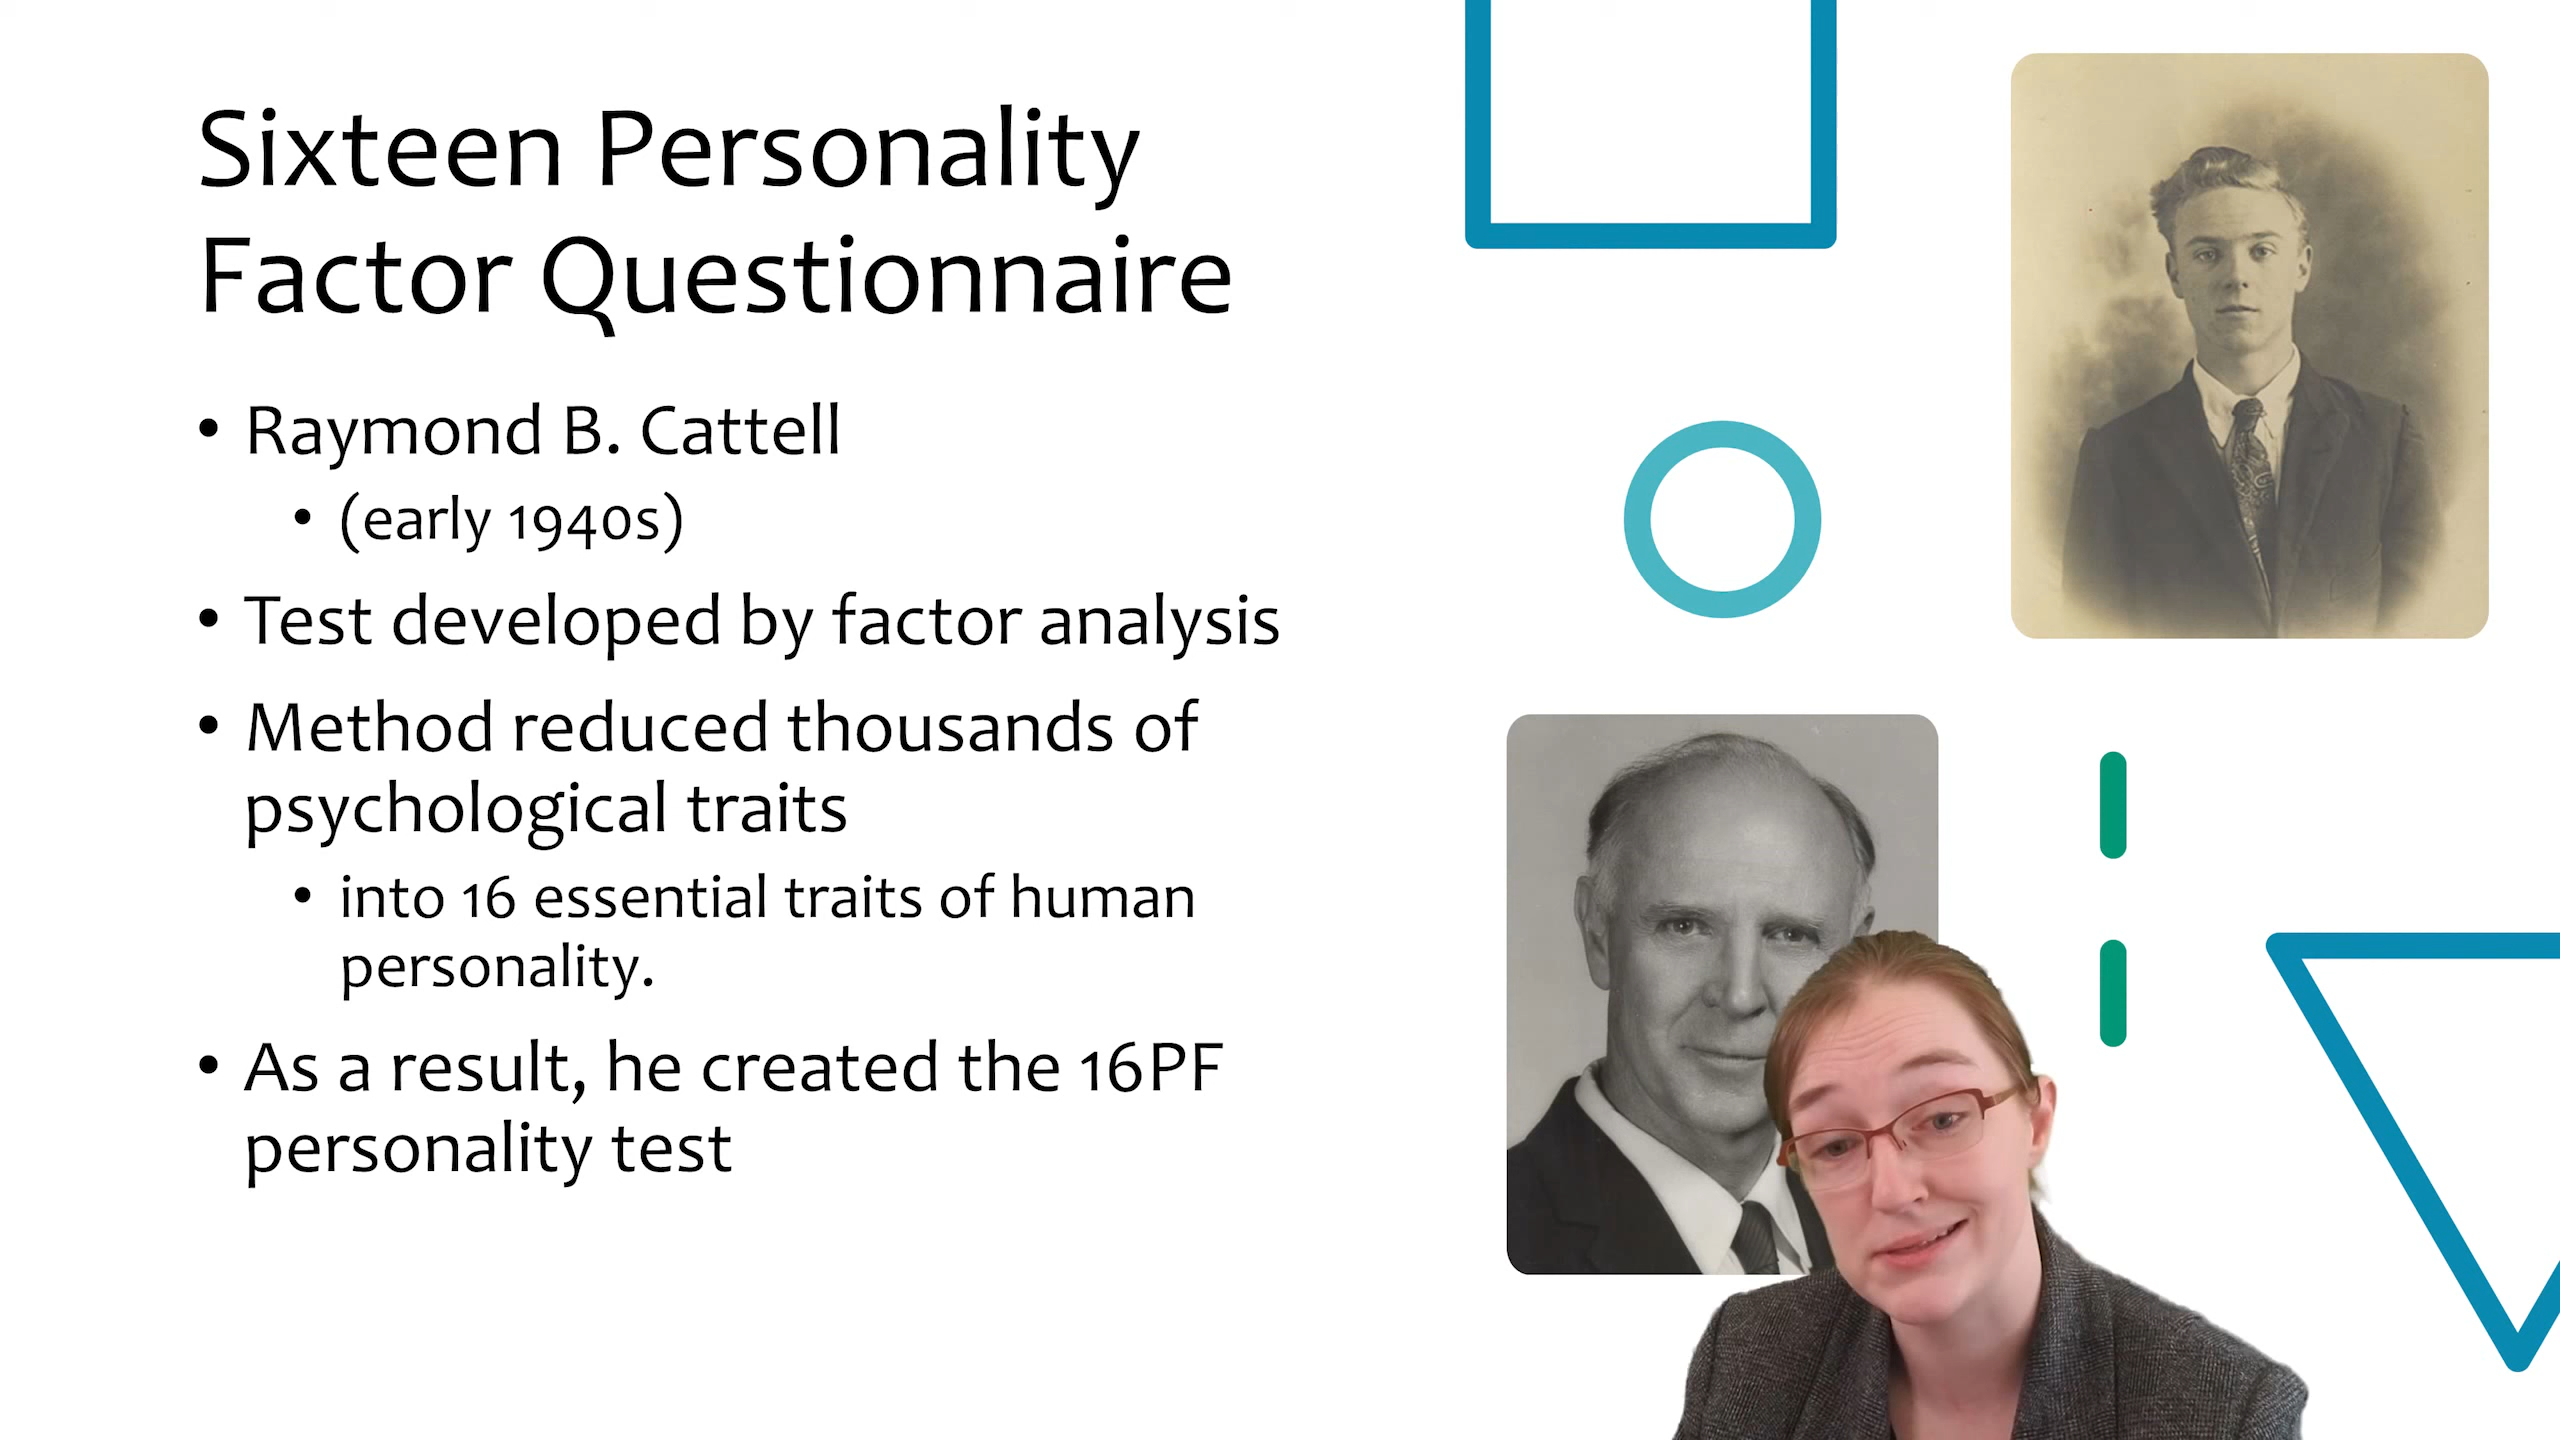 Sixteen Personality
Factor Questionnaire
• Raymond B. Cattell
• (early 1940s)
• Test developed by factor analysis
• Method reduced thousands of
psychological traits
• into 16 essential traits of human
personality.
• As a result, he created the 16PF
personality test